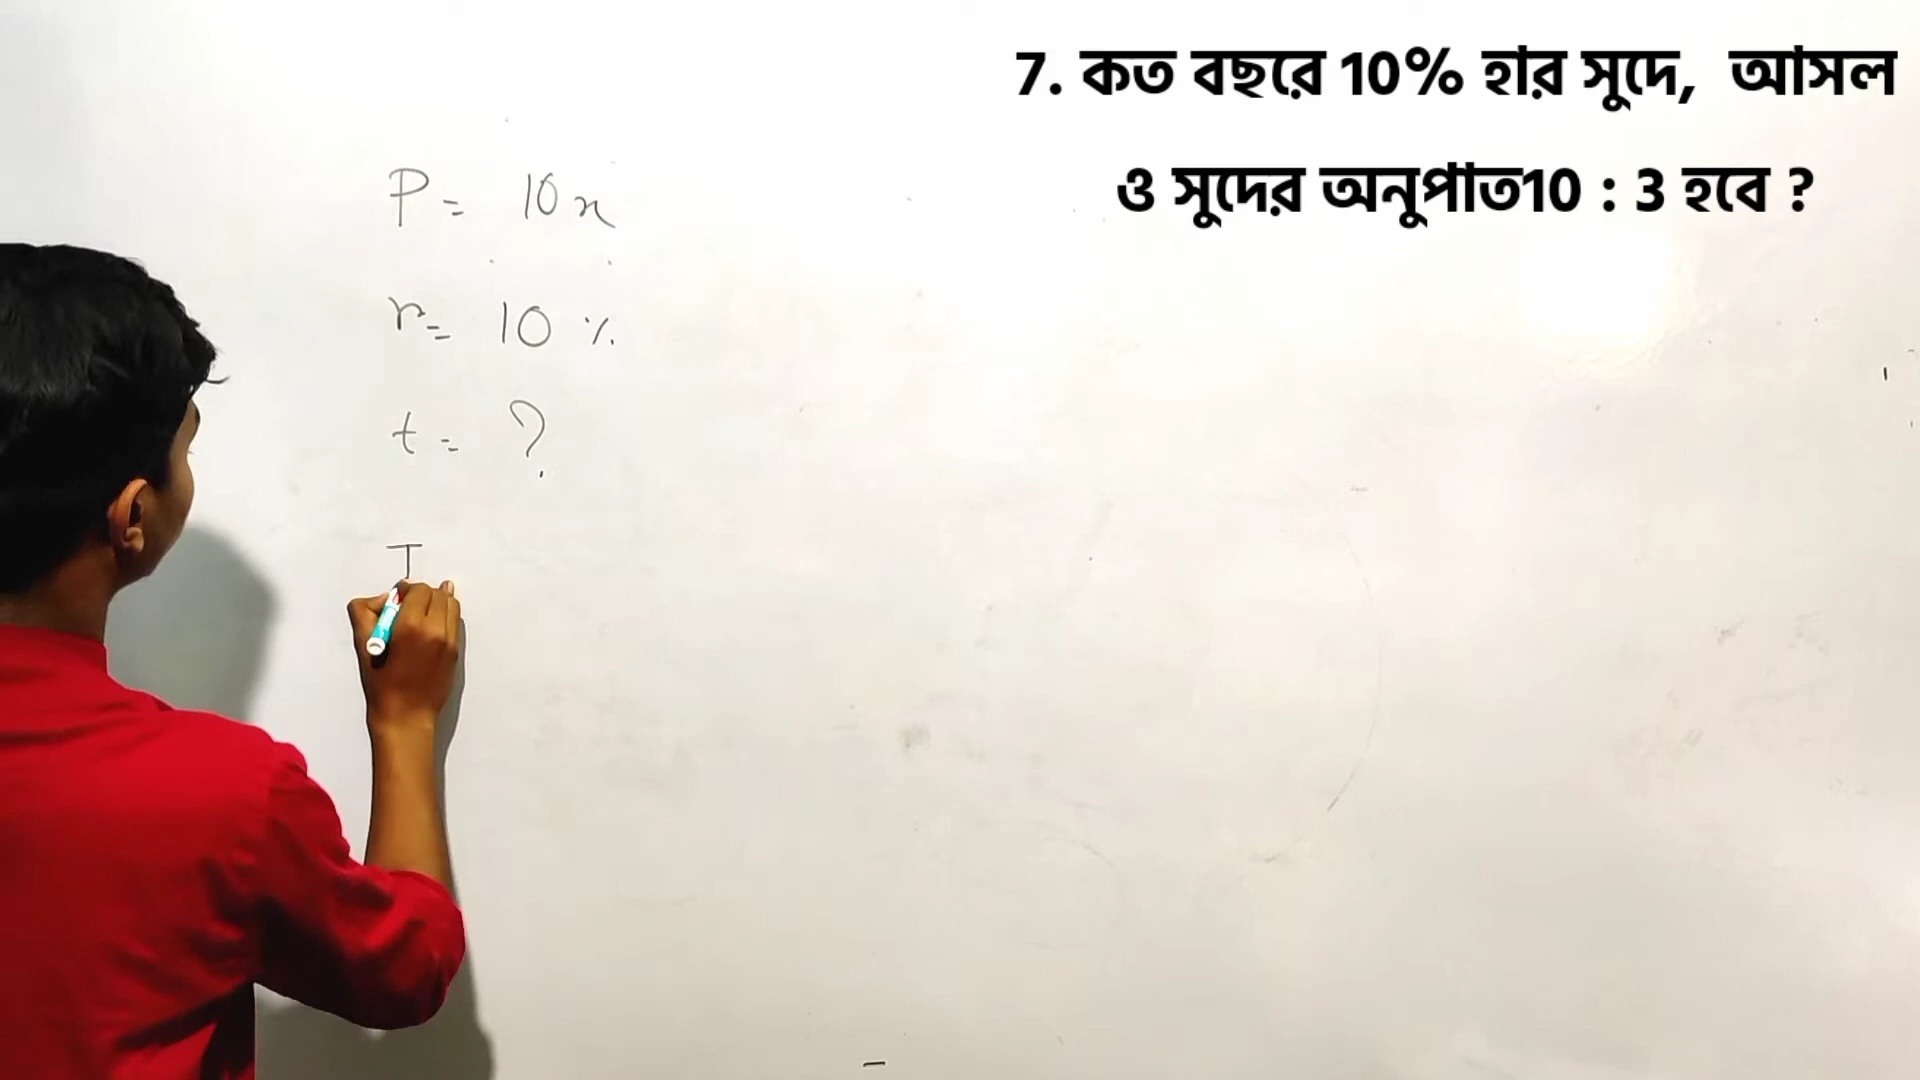 7. কত বছরে 10% হার সুদে, আসল
ও সুদের অনুপাত10 : 3 হবে ?
P = 10x
r = 10 %
t = ?
I